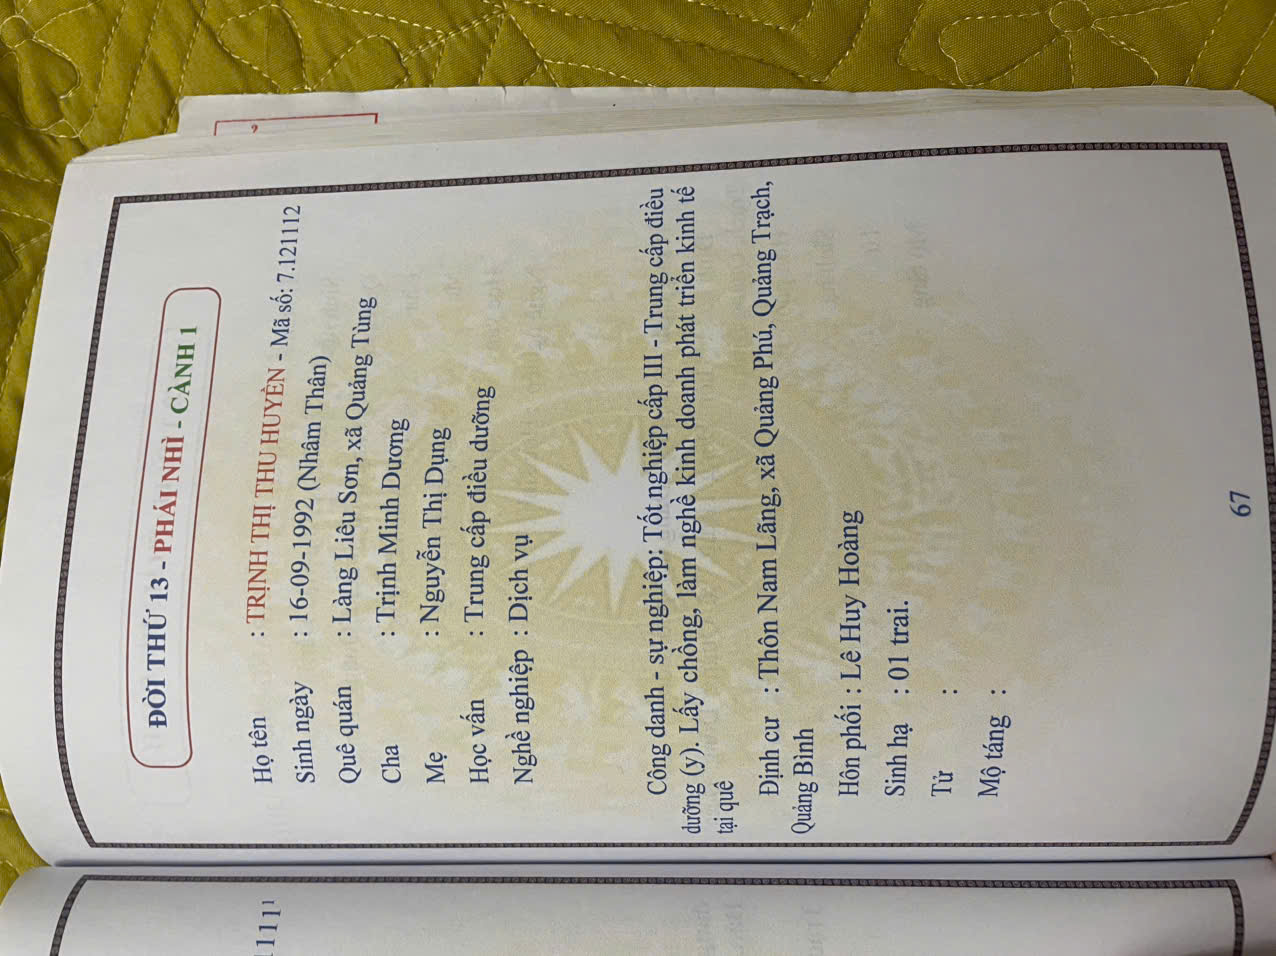 ĐỜI THỨ 13 - PHÁI NHÌ - CÀNH 1
Họ tên : TRỊNH THỊ THU HUYỀN - Mã số: 7.121112
Sinh ngày : 16-09-1992 (Nhâm Thân)
Quê quán : Làng Liêu Sơn, xã Quảng Tùng
Cha : Trịnh Minh Dương
Mẹ : Nguyễn Thị Dụng
Học vấn : Trung cấp điều dưỡng
Nghề nghiệp : Dịch vụ
Công danh - sự nghiệp: Tốt nghiệp cấp III - Trung cấp điều
dưỡng (y). Lấy chồng, làm nghề kinh doanh phát triển kinh tế
tại quê
Định cư : Thôn Nam Lãng, xã Quảng Phú, Quảng Trạch,
Quảng Bình
Hôn phối : Lê Huy Hoàng
Sinh hạ : 01 trai.
Tử :
Mộ táng :
67
111¹